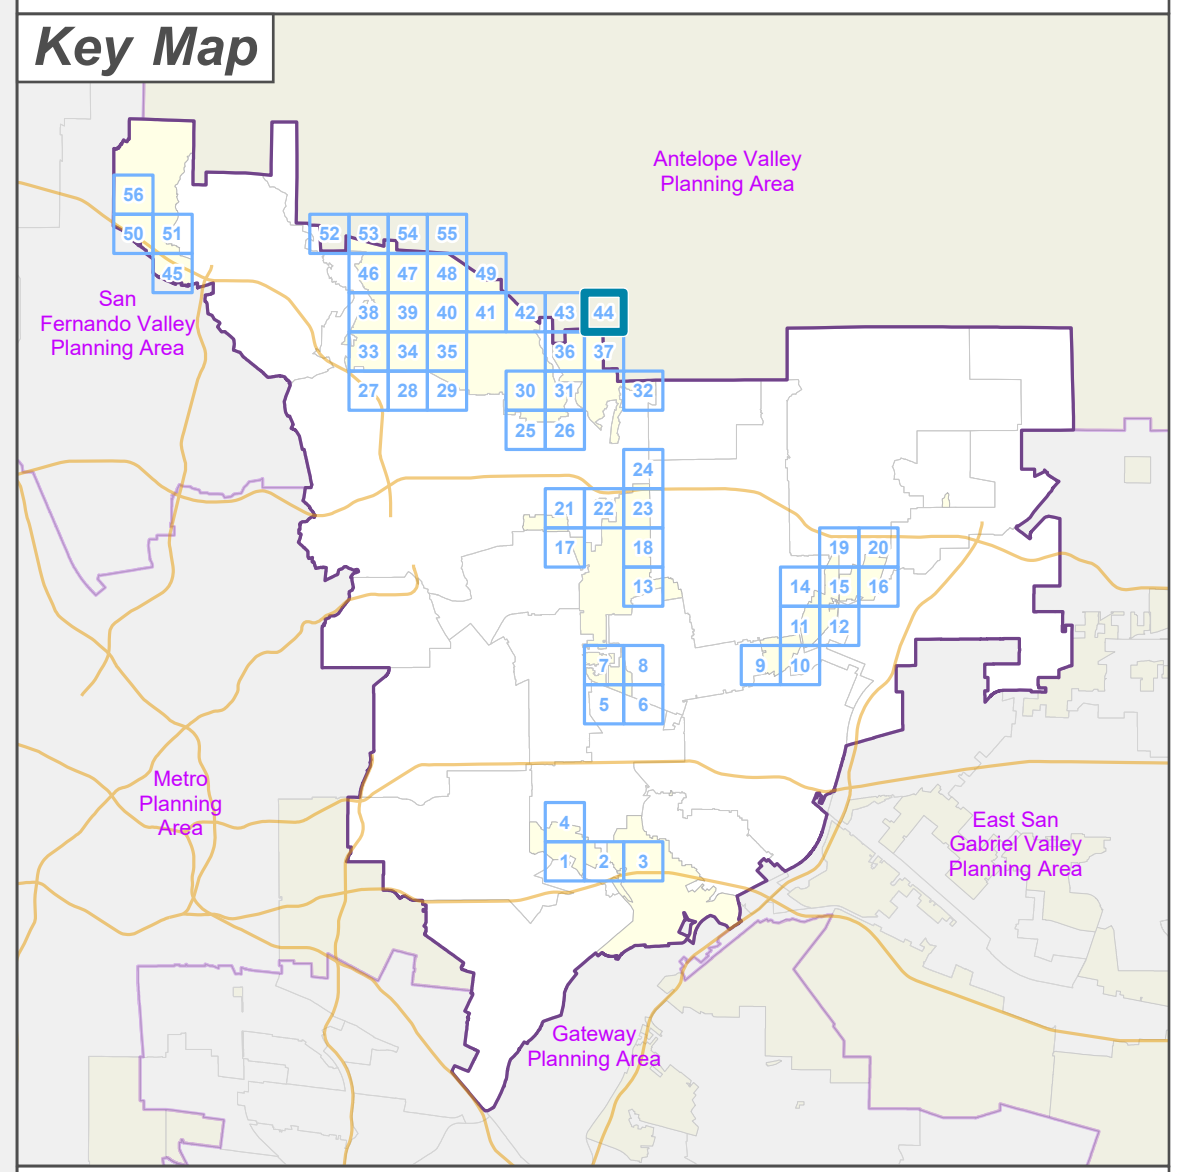 Key Map
Antelope Valley
Planning Area
56
50 51
52 53 54 55
45
46 47 48 49
San
Fernando Valley
Planning Area
38 39 40 41 42 43 44
33 34 35 36 37
27 28 29 30 31 32
25 26
24
21 22 23
17 18 19 20
13 14 15 16
11 12
7 8 9 10
5 6
Metro
Planning
Area
4
East San
Gabriel Valley
Planning Area
1 2 3
Gateway
Planning Area